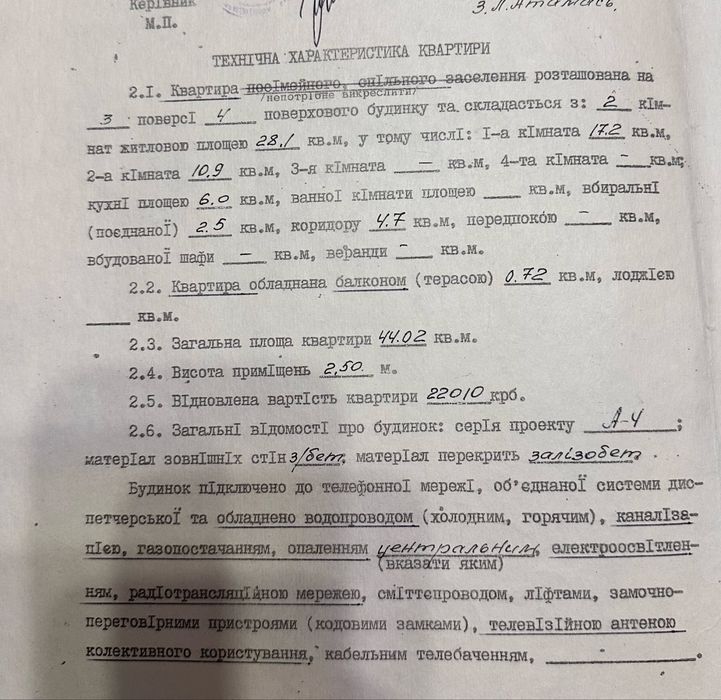 Керівник
М.П.
З.Л.Атамась.
ТЕХНІЧНА ХАРАКТЕРИСТИКА КВАРТИРИ
2.I. Квартира посімейного, спільного заселення розташована на
/непотрібне викреслити/
3 поверсі 4 поверхового будинку та складається з: 2 кім-
нат житловою площею 28,1 кв.м, у тому числі: I-а кімната 17.2 кв.м,
2-а кімната 10,9 кв.м, 3-я кімната — кв.м, 4-та кімната — кв.м,
кухні площею 6.0 кв.м, ванної кімнати площею ____ кв.м, вбиральні
(поєднаної) 2.5 кв.м, коридору 4.7 кв.м, передпокою — кв.м,
вбудованої шафи — кв.м, веранди — кв.м.
2.2. Квартира обладнана балконом (терасою) 0.72 кв.м, лоджією
____ кв.м.
2.3. Загальна площа квартири 44.02 кв.м.
2.4. Висота приміщень 2,50 м.
2.5. Відновлена вартість квартири 22010 крб.
2.6. Загальні відомості про будинок: серія проекту А-4;
матеріал зовнішніх стін з/бет, матеріал перекрить залізобет.
Будинок підключено до телефонної мережі, об'єднаної системи дис-
петчерської та обладнено водопроводом (холодним, горячим), каналіза-
цією, газопостачанням, опаленням центральним, електроосвітлен-
(вказати яким)
ням, радіотрансляційною мережею, сміттєпроводом, ліфтами, замочно-
переговірними пристроями (кодовими замками), телевізійною антеною
колективного користування, кабельним телебаченням, ____.